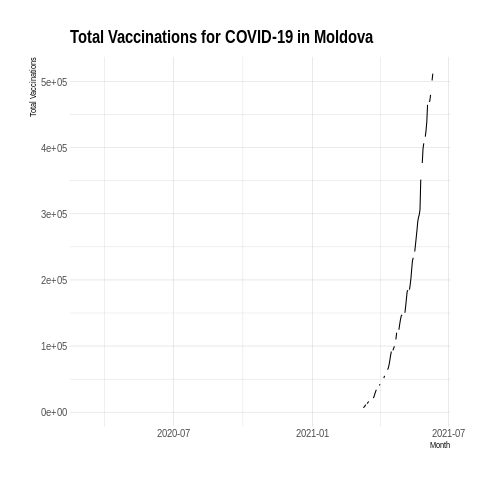 Total Vaccinations for COVID-19 in Moldova
Total Vaccinations
5e+05
4e+05
3e+05
2e+05
1e+05
0e+00
2020-07
2021-01
2021-07
Month